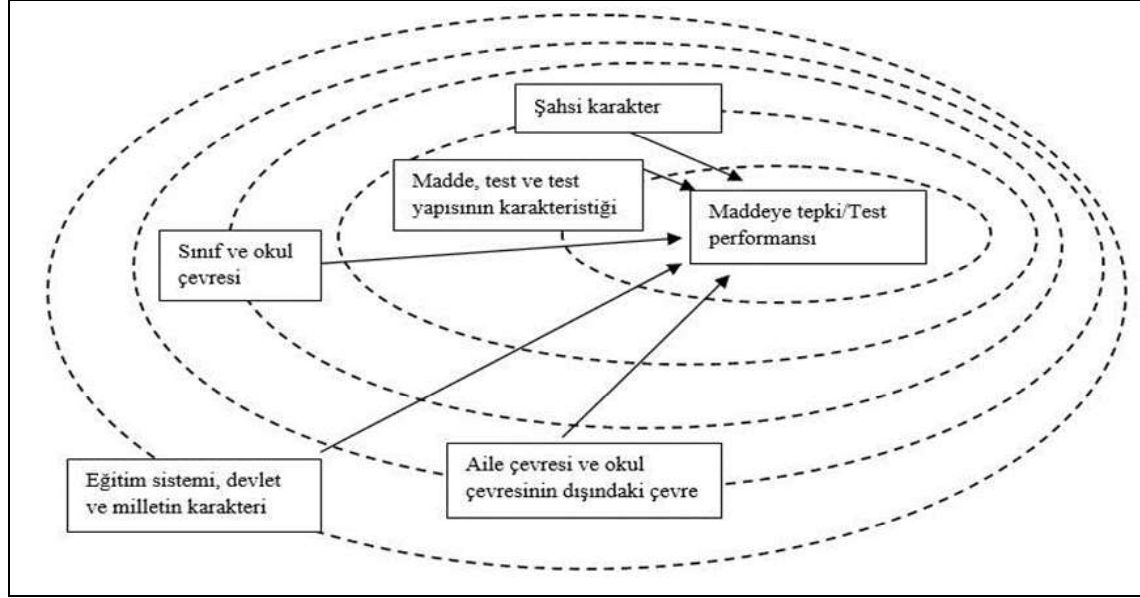 Şahsi karakter
Madde, test ve test
yapısının karakteristiği
Maddeye tepki/Test
performansı
Sınıf ve okul
çevresi
Eğitim sistemi, devlet
ve milletin karakteri
Aile çevresi ve okul
çevresinin dışındaki çevre